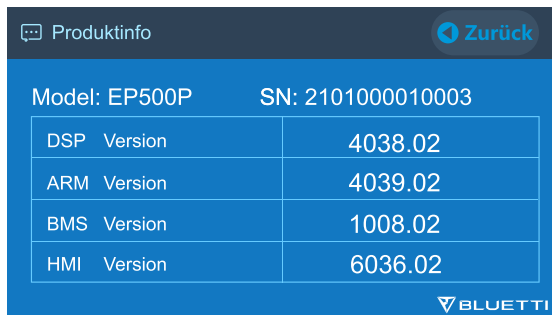 Produktinfo
Zurück
Model: EP500P SN: 2101000010003
DSP Version 4038.02
ARM Version 4039.02
BMS Version 1008.02
HMI Version 6036.02
BLUETTI